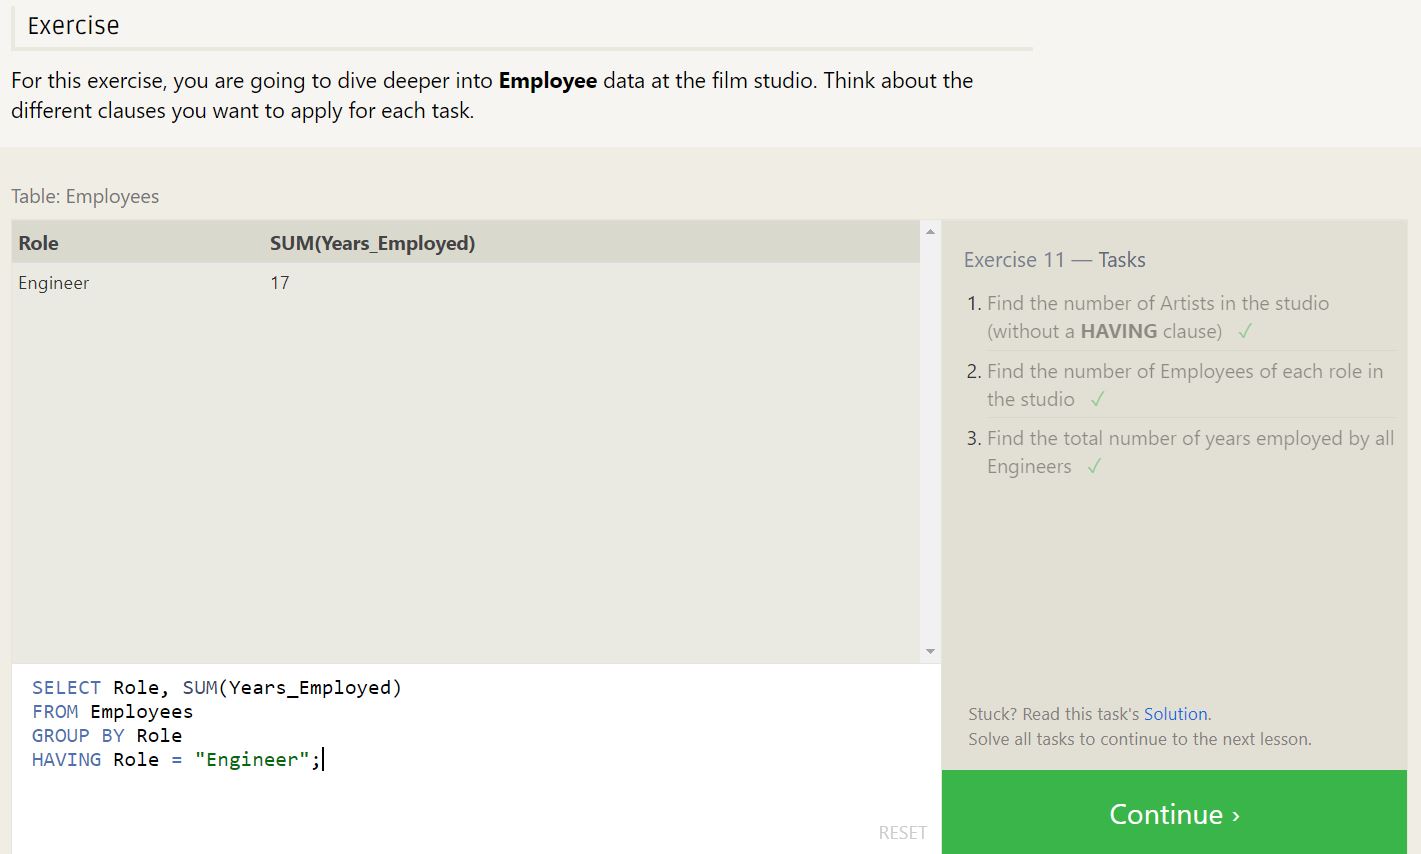 Exercise
For this exercise, you are going to dive deeper into Employee data at the film studio. Think about the
different clauses you want to apply for each task.
Table: Employees
Role SUM(Years_Employed)
Engineer 17
SELECT Role, SUM(Years_Employed)
FROM Employees
GROUP BY Role
HAVING Role = "Engineer";
RESET
Exercise 11 — Tasks
1. Find the number of Artists in the studio
(without a HAVING clause) ✓
2. Find the number of Employees of each role in
the studio ✓
3. Find the total number of years employed by all
Engineers ✓
Stuck? Read this task's Solution.
Solve all tasks to continue to the next lesson.
Continue ›